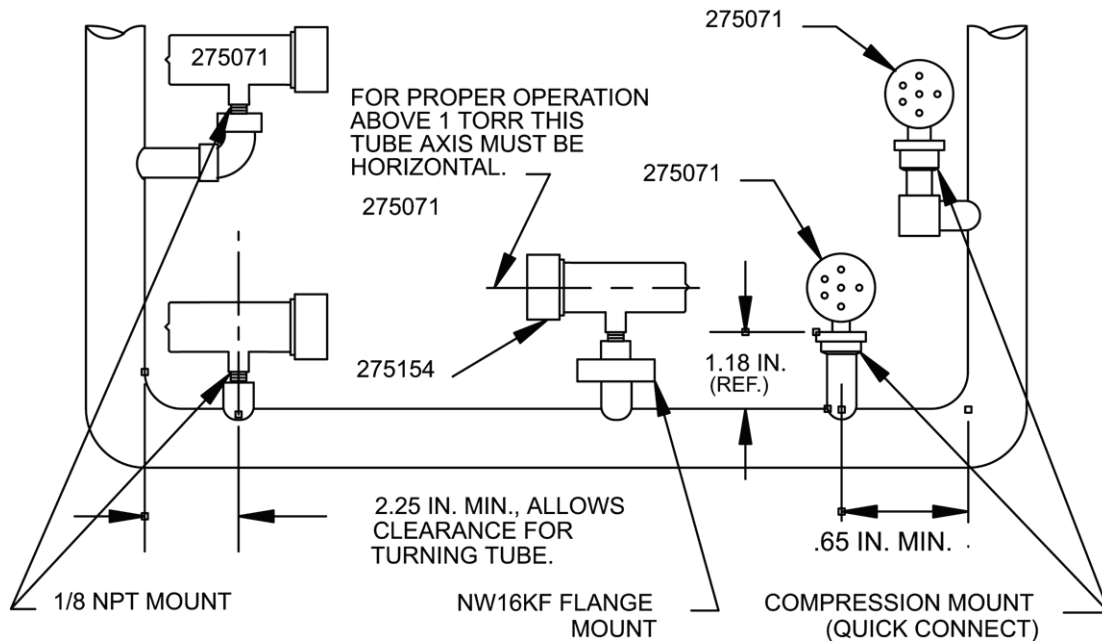 275071
275071
FOR PROPER OPERATION
ABOVE 1 TORR THIS
TUBE AXIS MUST BE
HORIZONTAL.
275071
275071
275154
1.18 IN.
(REF.)
2.25 IN. MIN., ALLOWS
CLEARANCE FOR
TURNING TUBE.
.65 IN. MIN.
1/8 NPT MOUNT
NW16KF FLANGE
MOUNT
COMPRESSION MOUNT
(QUICK CONNECT)